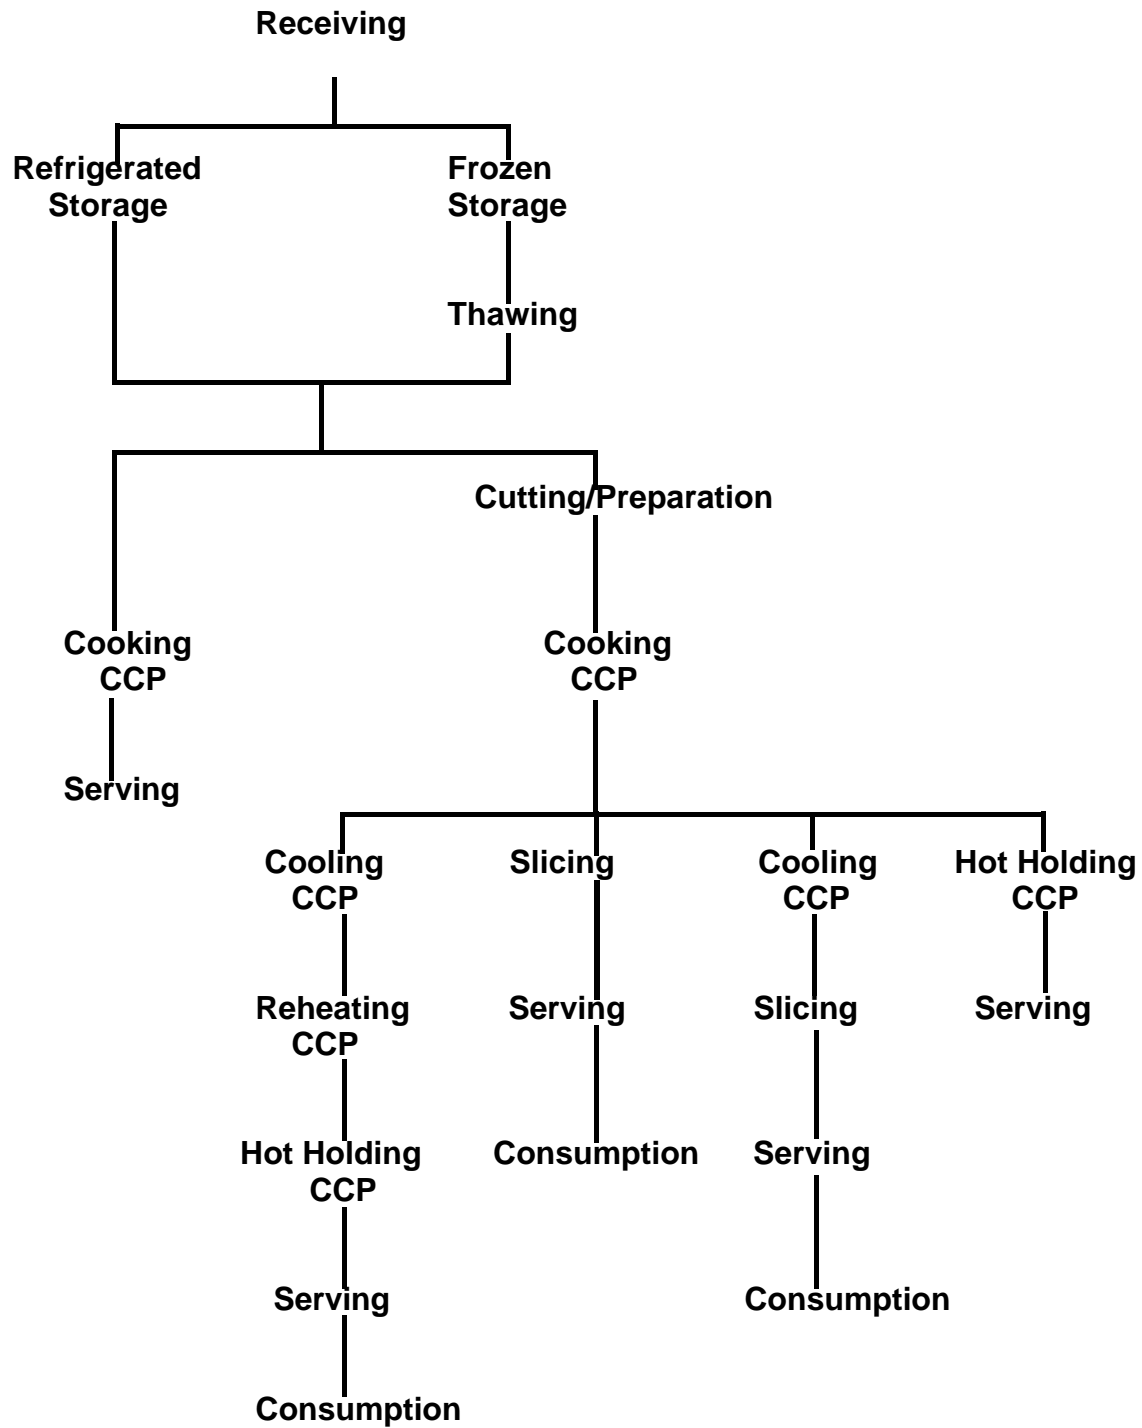 Receiving
Refrigerated
Storage
Frozen
Storage
Thawing
Cutting/Preparation
Cooking
CCP
Cooking
CCP
Serving
Cooling
CCP
Slicing
Cooling
CCP
Hot Holding
CCP
Reheating
CCP
Serving
Slicing
Serving
Hot Holding
CCP
Consumption
Serving
Serving
Consumption
Consumption